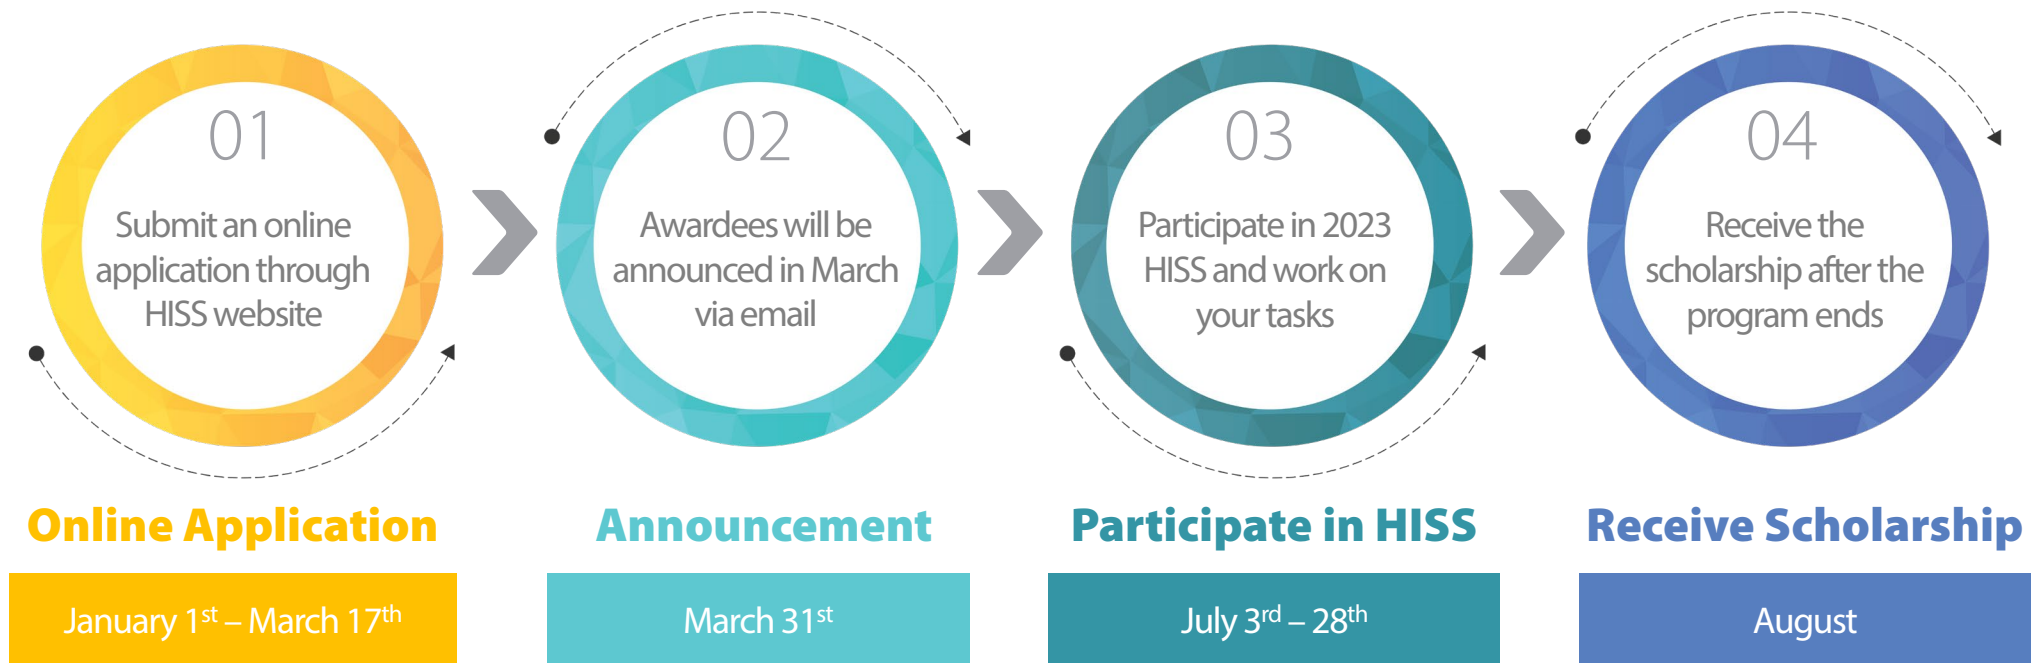 01
Submit an online
application through
HISS website
Online Application
January 1st – March 17th
02
Awardees will be
announced in March
via email
Announcement
March 31st
03
Participate in 2023
HISS and work on
your tasks
Participate in HISS
July 3rd – 28th
04
Receive the
scholarship after the
program ends
Receive Scholarship
August